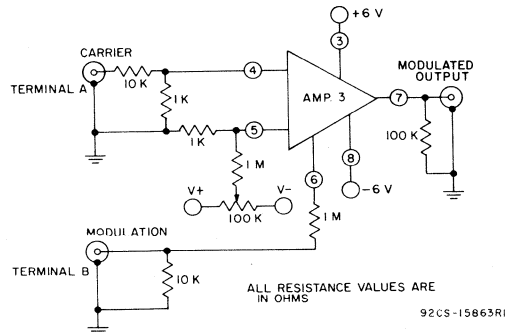 +6 V
3
CARRIER
TERMINAL A
10 K
4
1 K
AMP. 3
MODULATED
OUTPUT
7
1 K
5
100 K
6
8
1 M
V+
V-
100 K
-6 V
1 M
MODULATION
TERMINAL B
10 K
ALL RESISTANCE VALUES ARE
IN OHMS
92CS-15863RI